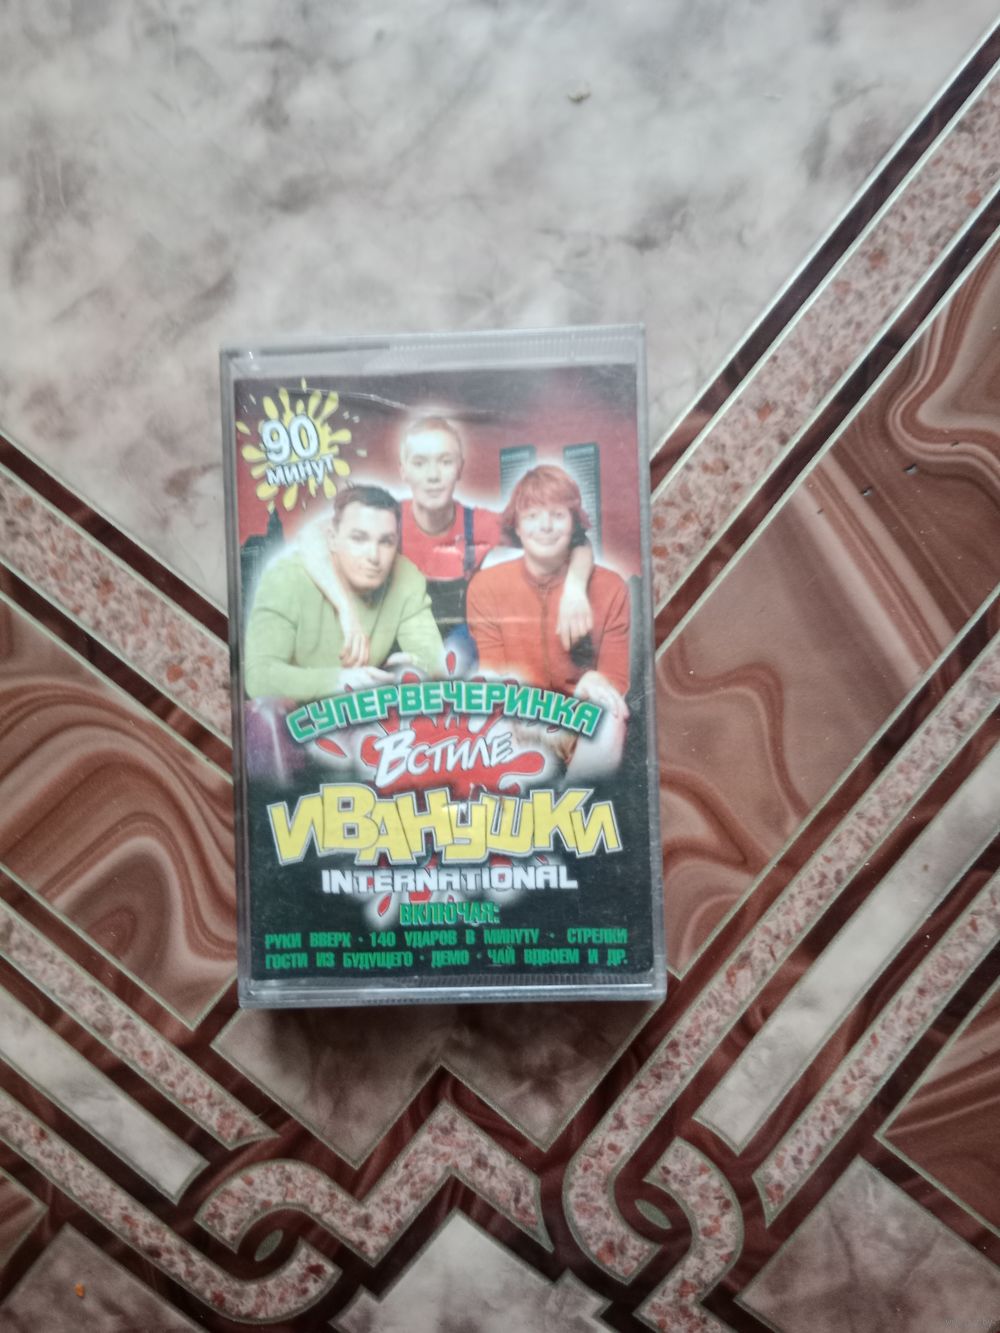 90
МИНУТ
СУПЕРВЕЧЕРИНКА
В СТИЛЕ
ИВАНУШКИ
INTERNATIONAL
ВКЛЮЧАЯ:
РУКИ ВВЕРХ · 140 УДАРОВ В МИНУТУ · СТРЕЛКИ
ГОСТИ ИЗ БУДУЩЕГО · ДЕМО · ЧАЙ ВДВОЕМ И ДР.